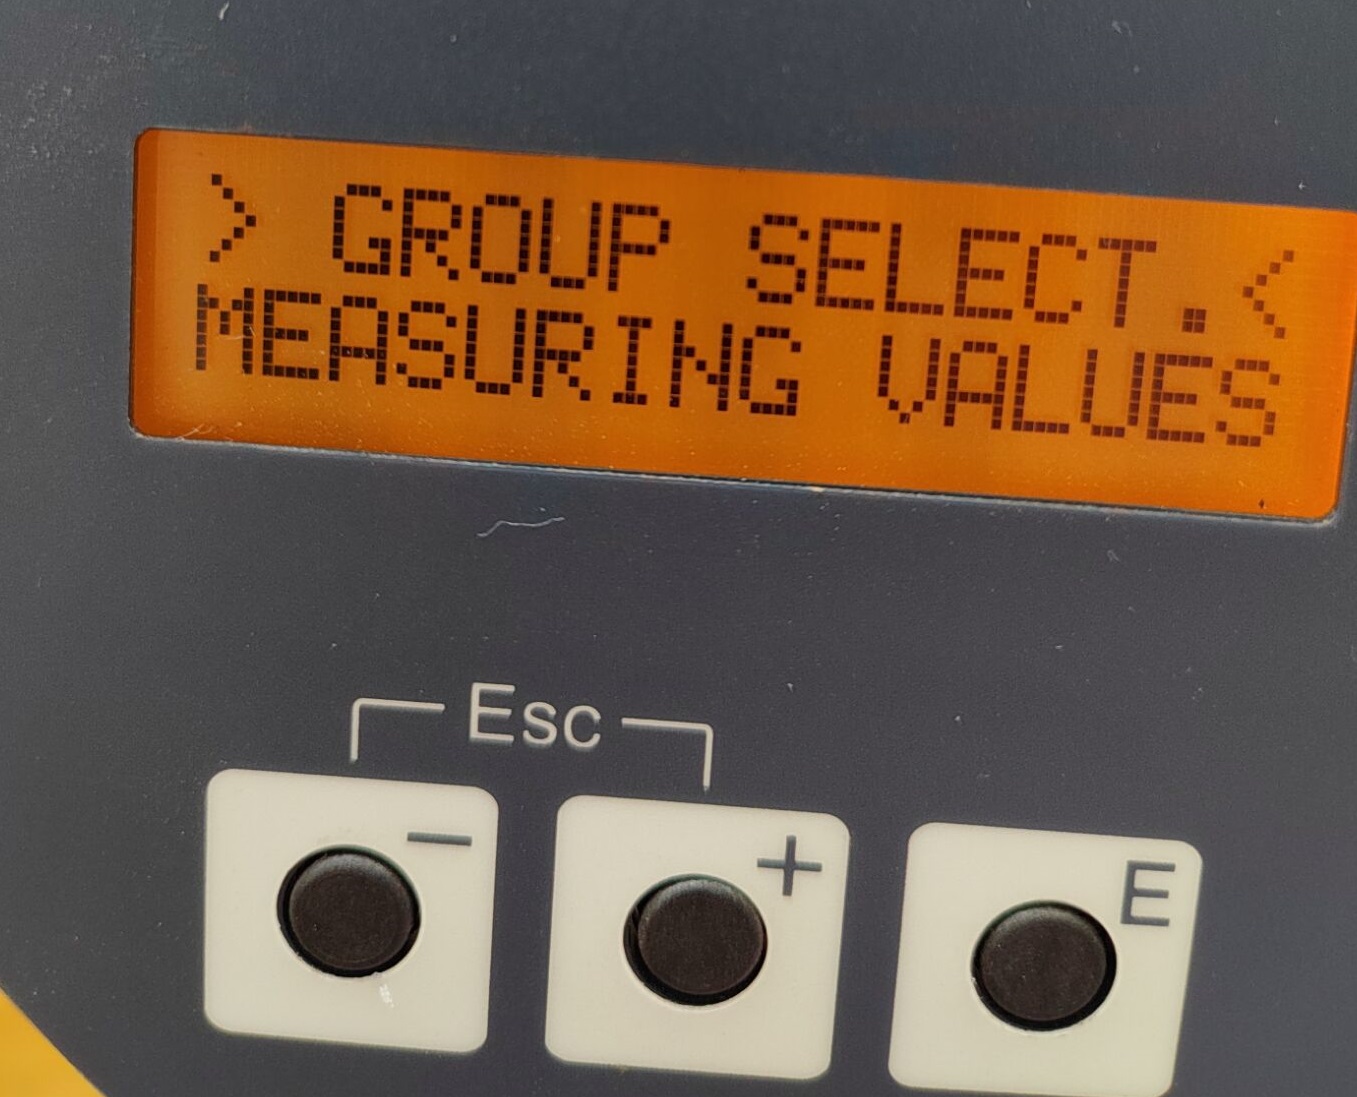 > GROUP SELECT.<
MEASURING VALUES
Esc
- + E